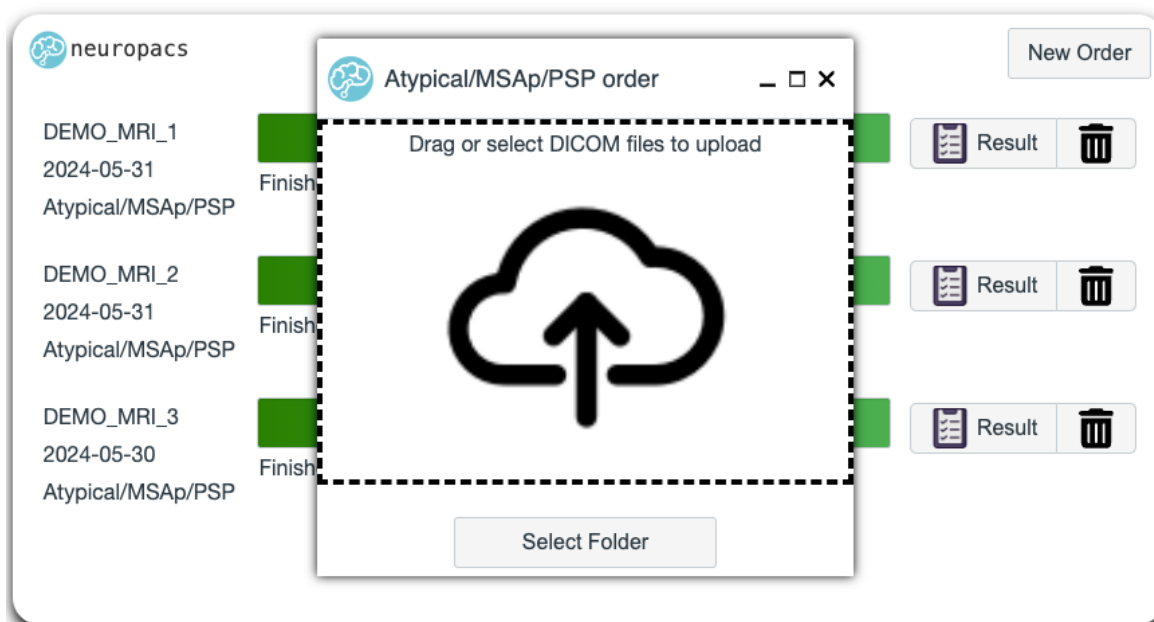 neuropacs
New Order
Atypical/MSAp/PSP order
Drag or select DICOM files to upload
Select Folder
DEMO_MRI_1
2024-05-31
Atypical/MSAp/PSP
Finish
Result
DEMO_MRI_2
2024-05-31
Atypical/MSAp/PSP
Finish
Result
DEMO_MRI_3
2024-05-30
Atypical/MSAp/PSP
Finish
Result